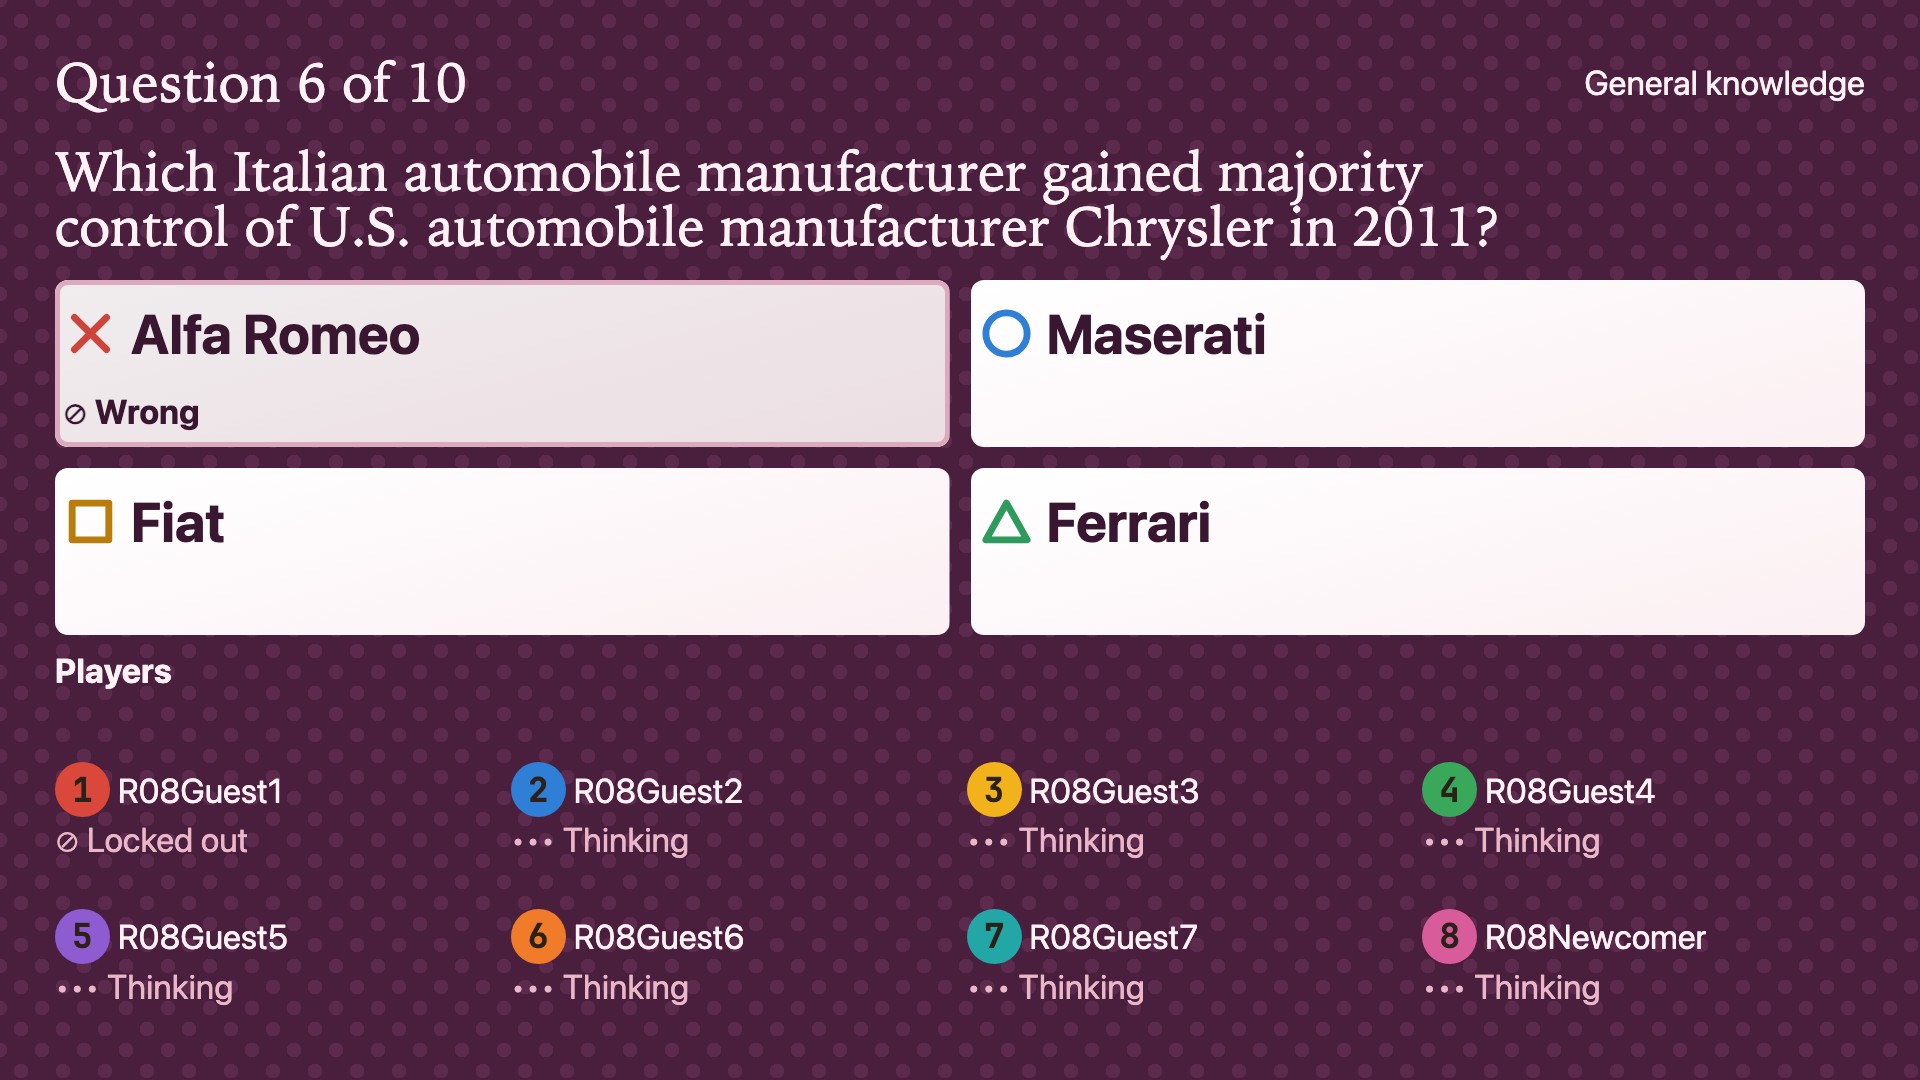 Question 6 of 10
General knowledge
Which Italian automobile manufacturer gained majority
control of U.S. automobile manufacturer Chrysler in 2011?
Alfa Romeo
Wrong
Maserati
Fiat
Ferrari
Players
1 R08Guest1
Locked out
2 R08Guest2
Thinking
3 R08Guest3
Thinking
4 R08Guest4
Thinking
5 R08Guest5
Thinking
6 R08Guest6
Thinking
7 R08Guest7
Thinking
8 R08Newcomer
Thinking